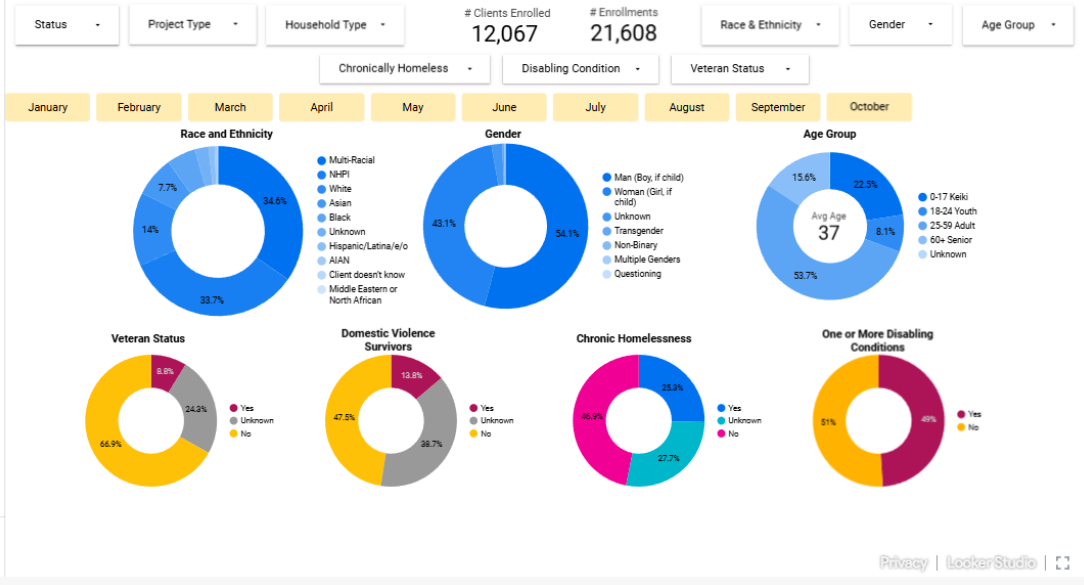 Status
Project Type
Household Type
# Clients Enrolled
12,067
# Enrollments
21,608
Race & Ethnicity
Gender
Age Group
Chronically Homeless
Disabling Condition
Veteran Status
January
February
March
April
May
June
July
August
September
October
Race and Ethnicity
34.6%
33.7%
14%
7.7%
Multi-Racial
NHPI
White
Asian
Black
Unknown
Hispanic/Latina/e/o
AIAN
Client doesn't know
Middle Eastern or
North African
Gender
54.1%
43.1%
Man (Boy, if child)
Woman (Girl, if
child)
Unknown
Transgender
Non-Binary
Multiple Genders
Questioning
Age Group
15.6%
22.5%
8.1%
53.7%
Avg Age
37
0-17 Keiki
18-24 Youth
25-59 Adult
60+ Senior
Unknown
Veteran Status
8.8%
24.3%
66.9%
Yes
Unknown
No
Domestic Violence
Survivors
13.8%
38.7%
47.5%
Yes
Unknown
No
Chronic Homelessness
25.3%
27.7%
46.9%
Yes
Unknown
No
One or More Disabling
Conditions
49%
51%
Yes
No
Privacy
Looker Studio